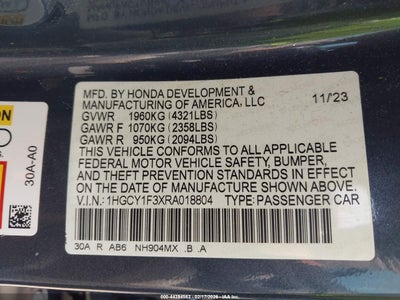 MFD. BY HONDA DEVELOPMENT &
MANUFACTURING OF AMERICA, LLC
11/23
GVWR 1960KG (4321LBS)
GAWR F 1070KG (2358LBS)
GAWR R 950KG (2094LBS)
THIS VEHICLE CONFORMS TO ALL APPLICABLE
FEDERAL MOTOR VEHICLE SAFETY, BUMPER,
AND THEFT PREVENTION STANDARDS IN EFFECT
ON THE DATE OF MANUFACTURE SHOWN ABOVE.
V.I.N.: 1HGCY1F3XRA018804 TYPE: PASSENGER CAR
30A R AB6 NH904MX .B .A
30A-A0